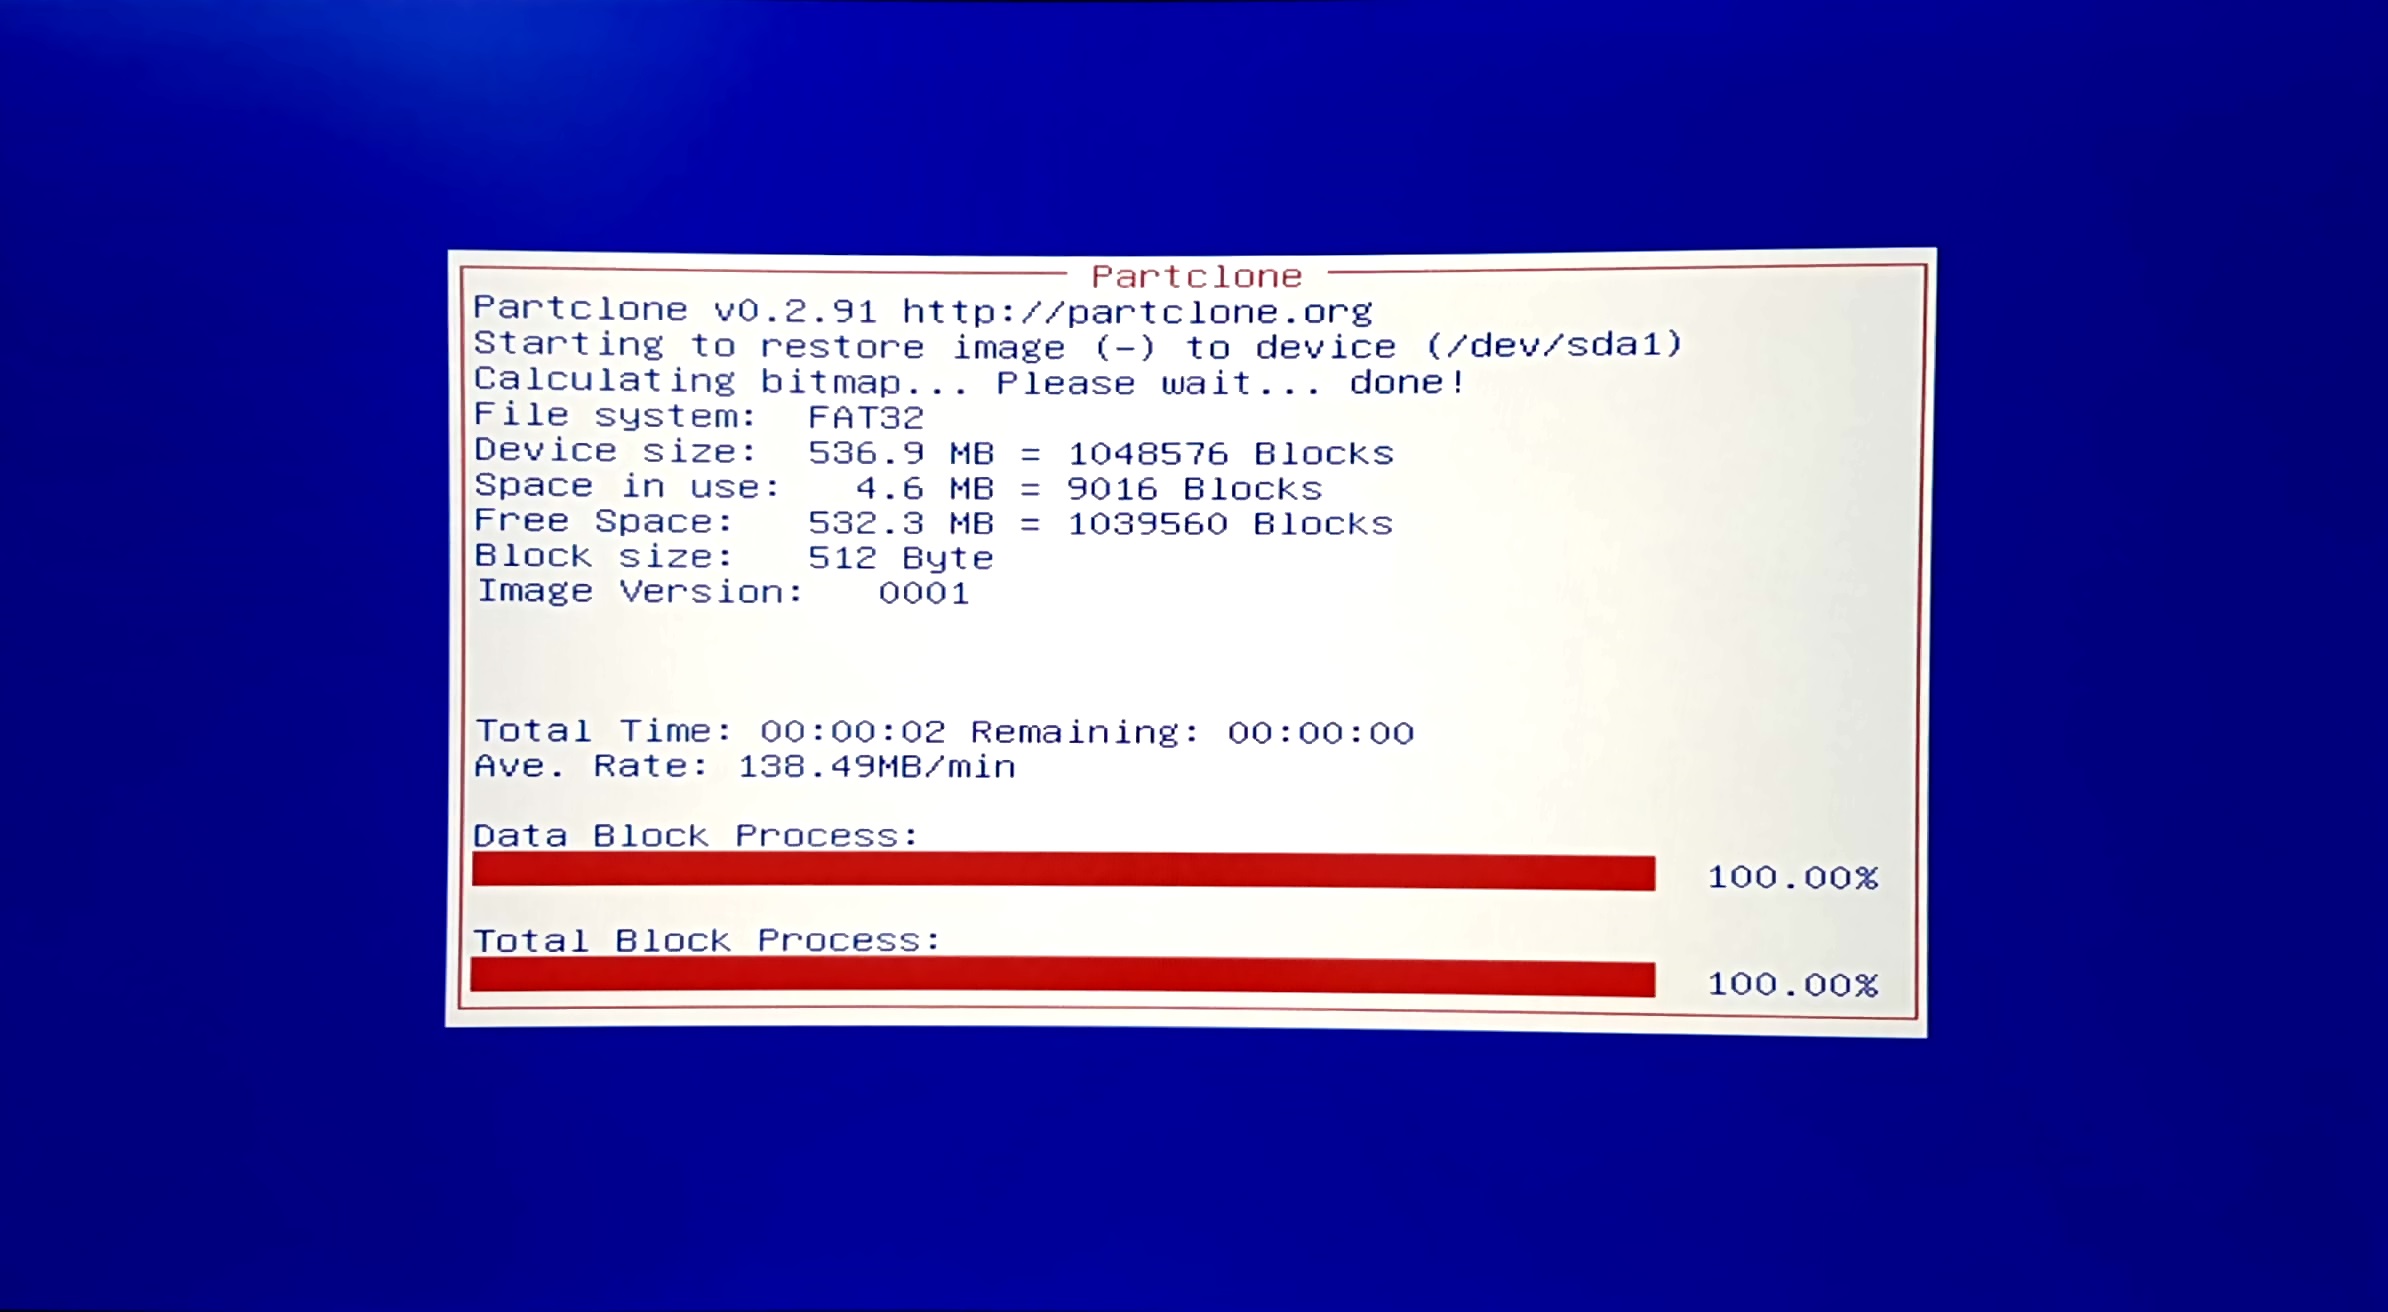 Partclone
Partclone v0.2.91 http://partclone.org
Starting to restore image (-) to device (/dev/sda1)
Calculating bitmap... Please wait... done!
File system:  FAT32
Device size:  536.9 MB = 1048576 Blocks
Space in use:   4.6 MB = 9016 Blocks
Free Space:   532.3 MB = 1039560 Blocks
Block size:   512 Byte
Image Version:   0001
Total Time: 00:00:02 Remaining: 00:00:00
Ave. Rate: 138.49MB/min
Data Block Process:
100.00%
Total Block Process:
100.00%